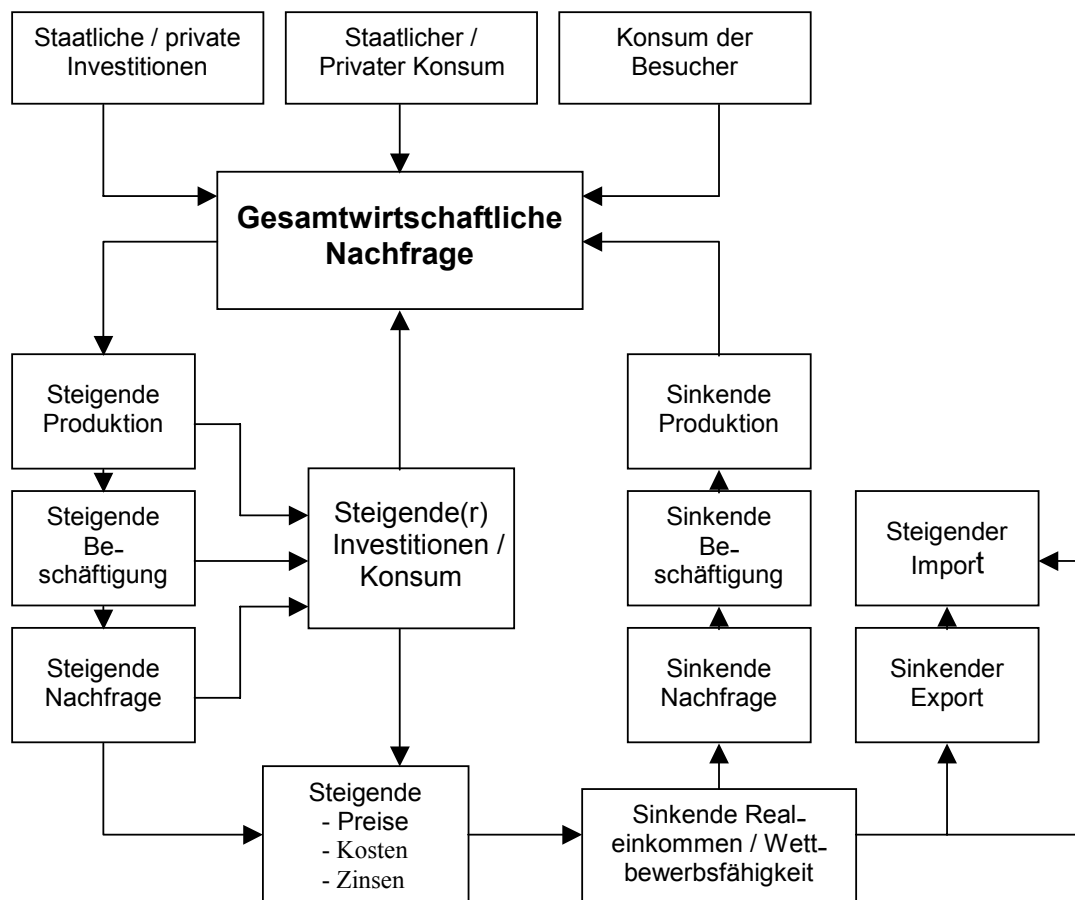 Staatliche / private
Investitionen
Staatlicher /
Privater Konsum
Konsum der
Besucher
Gesamtwirtschaftliche
Nachfrage
Steigende
Produktion
Sinkende
Produktion
Steigende
Be-
schäftigung
Steigende(r)
Investitionen /
Konsum
Sinkende
Be-
schäftigung
Steigender
Import
Steigende
Nachfrage
Sinkende
Nachfrage
Sinkender
Export
Steigende
- Preise
- Kosten
- Zinsen
Sinkende Real-
einkommen / Wett-
bewerbsfähigkeit